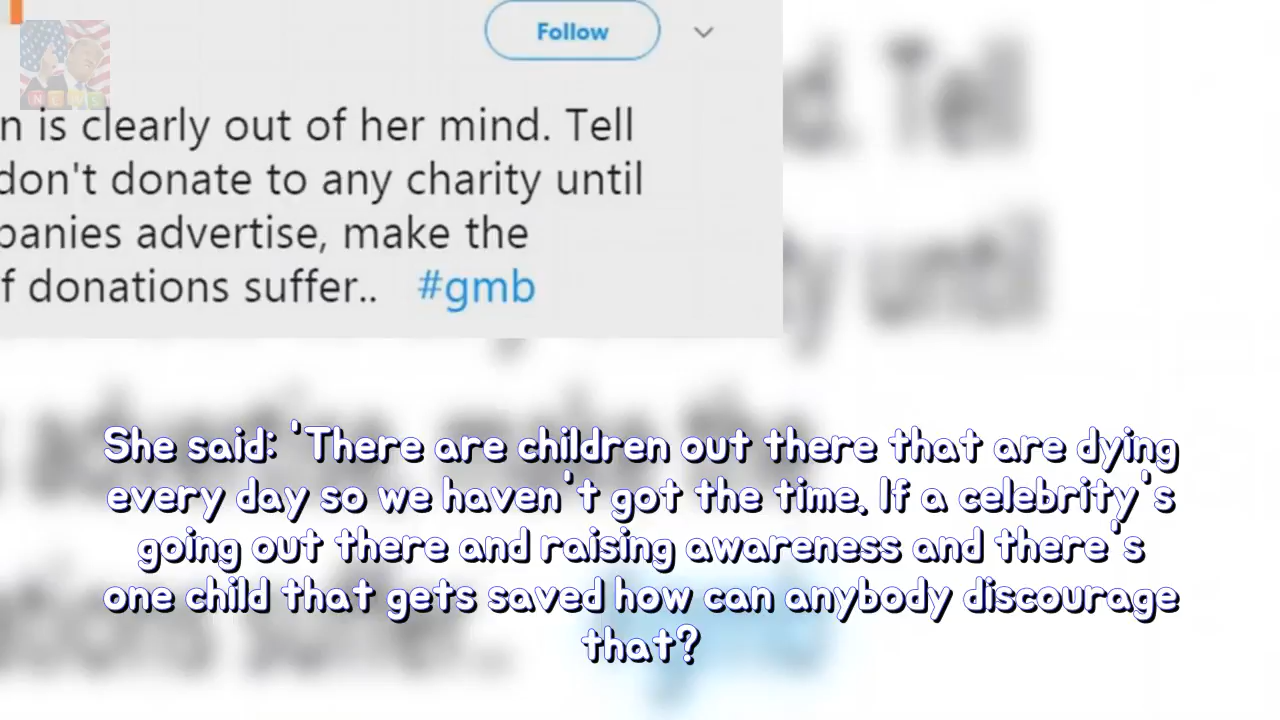 NEWS
Follow
n is clearly out of her mind. Tell
don't donate to any charity until
panies advertise, make the
f donations suffer.. #gmb
She said: 'There are children out there that are dying
every day so we haven't got the time. If a celebrity's
going out there and raising awareness and there's
one child that gets saved how can anybody discourage
that?